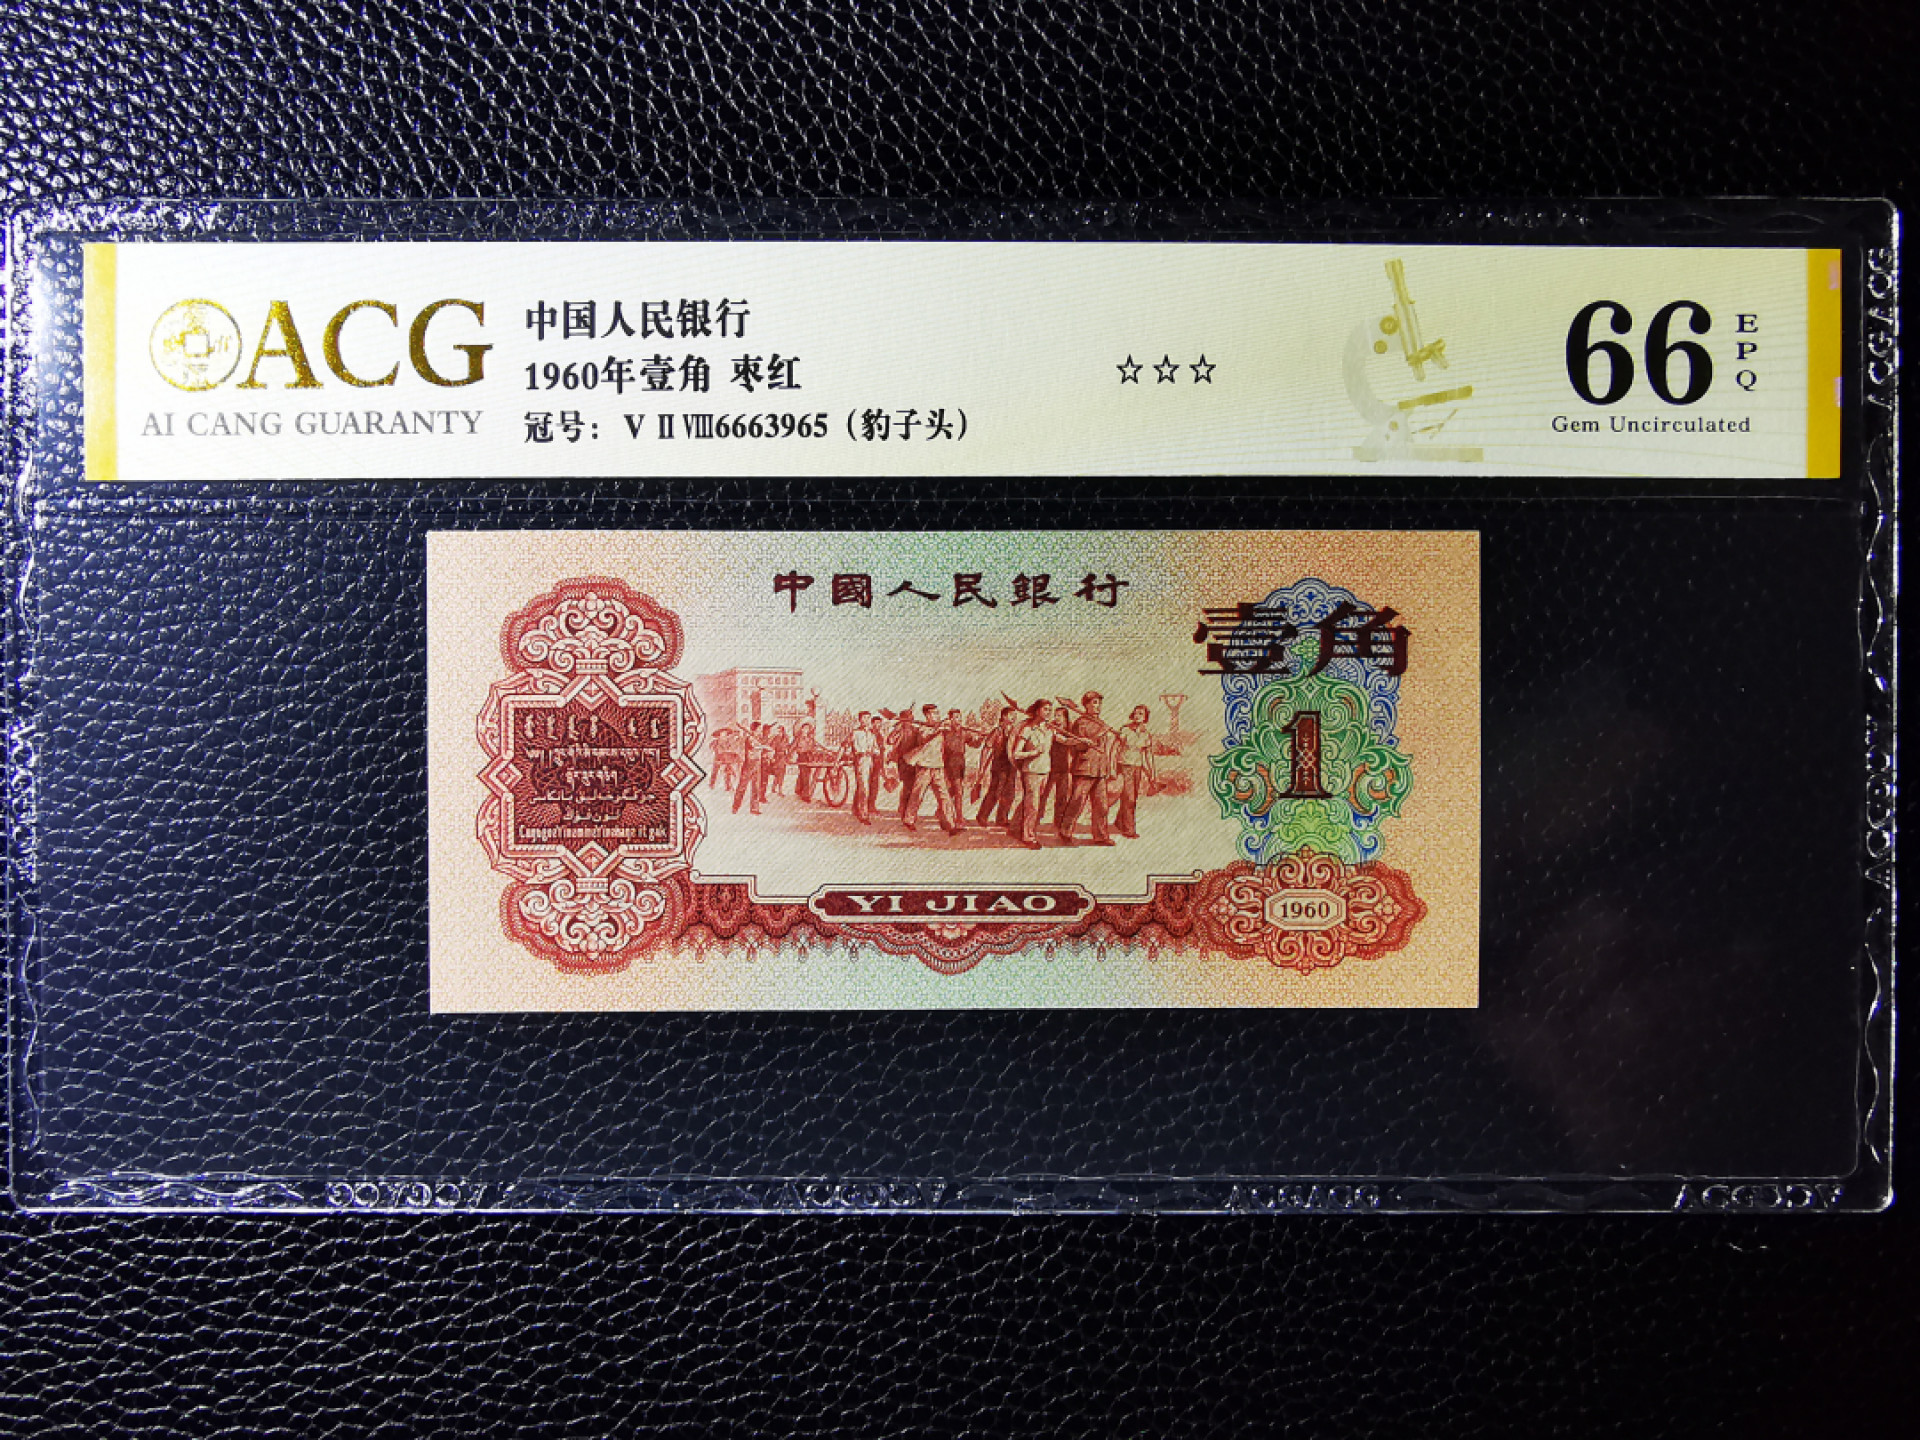 ACG
AI CANG GUARANTY
中国人民银行
1960年壹角 枣红
冠号：Ⅴ Ⅱ Ⅷ6663965（豹子头）
☆☆☆
66
EPQ
Gem Uncirculated
中國人民銀行
壹角
1
YI JIAO
1960